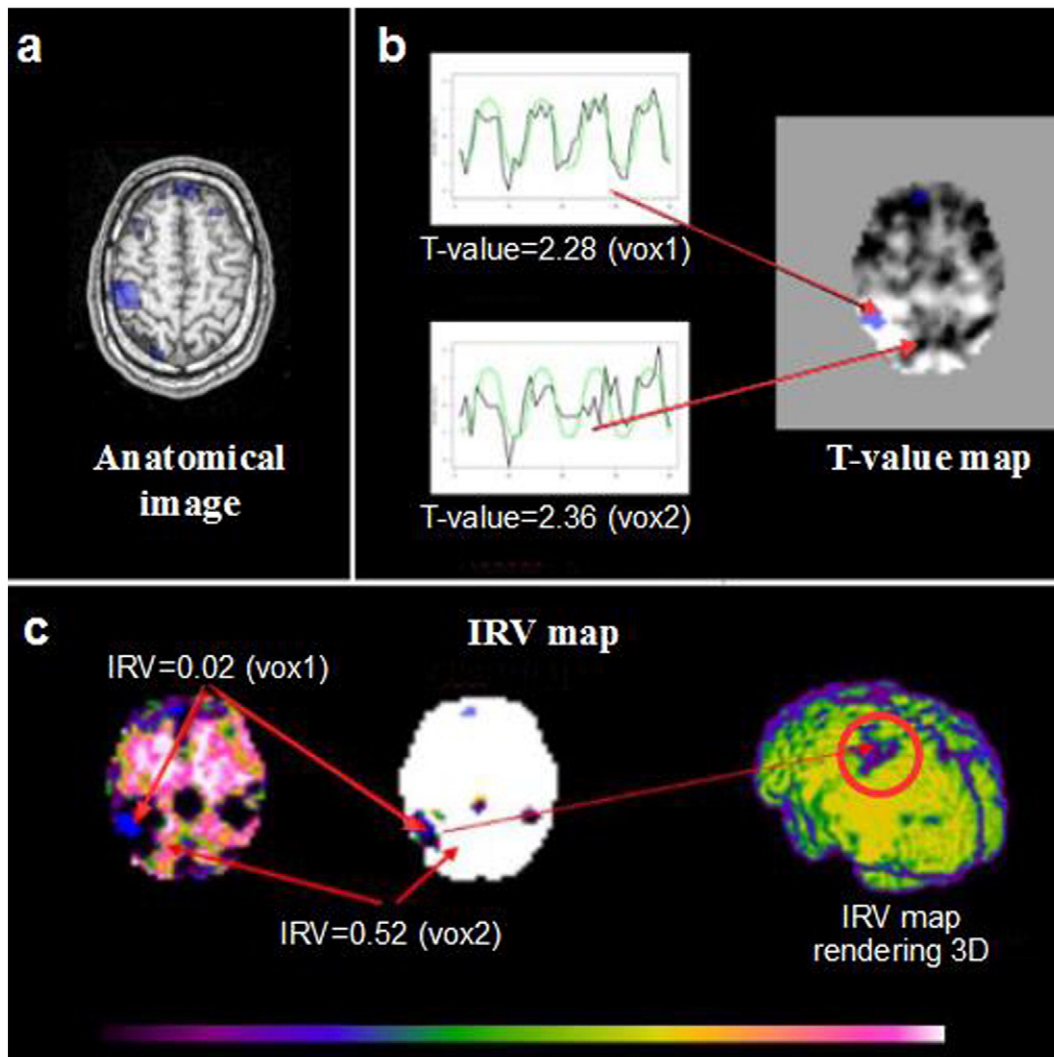 a
Anatomical
image
b
T-value=2.28 (vox1)
T-value=2.36 (vox2)
T-value map
c
IRV map
IRV=0.02 (vox1)
IRV=0.52 (vox2)
IRV map
rendering 3D